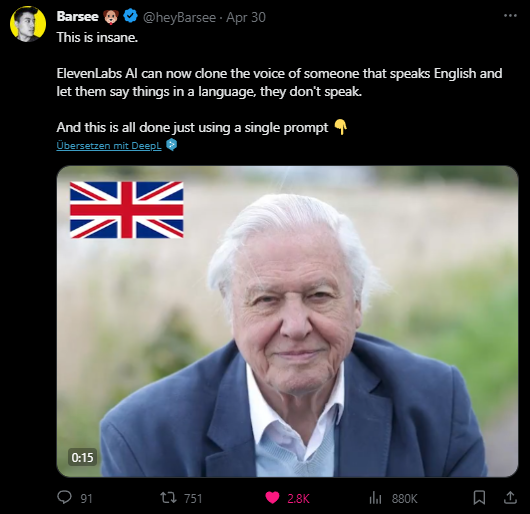 Barsee 🐶 @heyBarsee · Apr 30
This is insane.
ElevenLabs AI can now clone the voice of someone that speaks English and
let them say things in a language, they don't speak.
And this is all done just using a single prompt 👇
Übersetzen mit DeepL
0:15
91 751 2.8K 880K